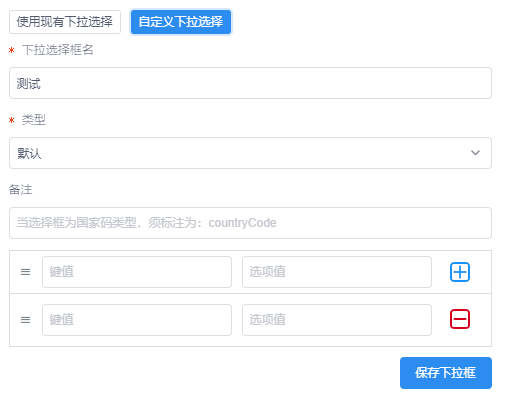 使用现有下拉选择 自定义下拉选择
* 下拉选择框名
测试
* 类型
默认
备注
当选择框为国家码类型，须标注为：countryCode
键值 选项值
键值 选项值
保存下拉框